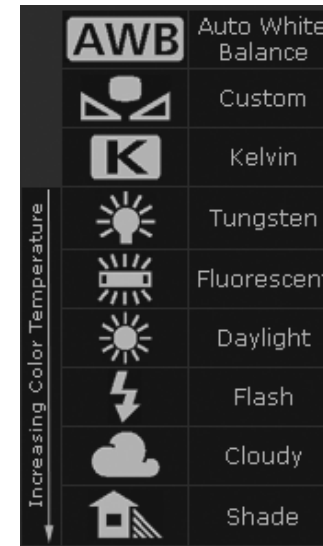 AWB
Auto White
Balance
Custom
K
Kelvin
Increasing Color Temperature
Tungsten
Fluorescent
Daylight
Flash
Cloudy
Shade